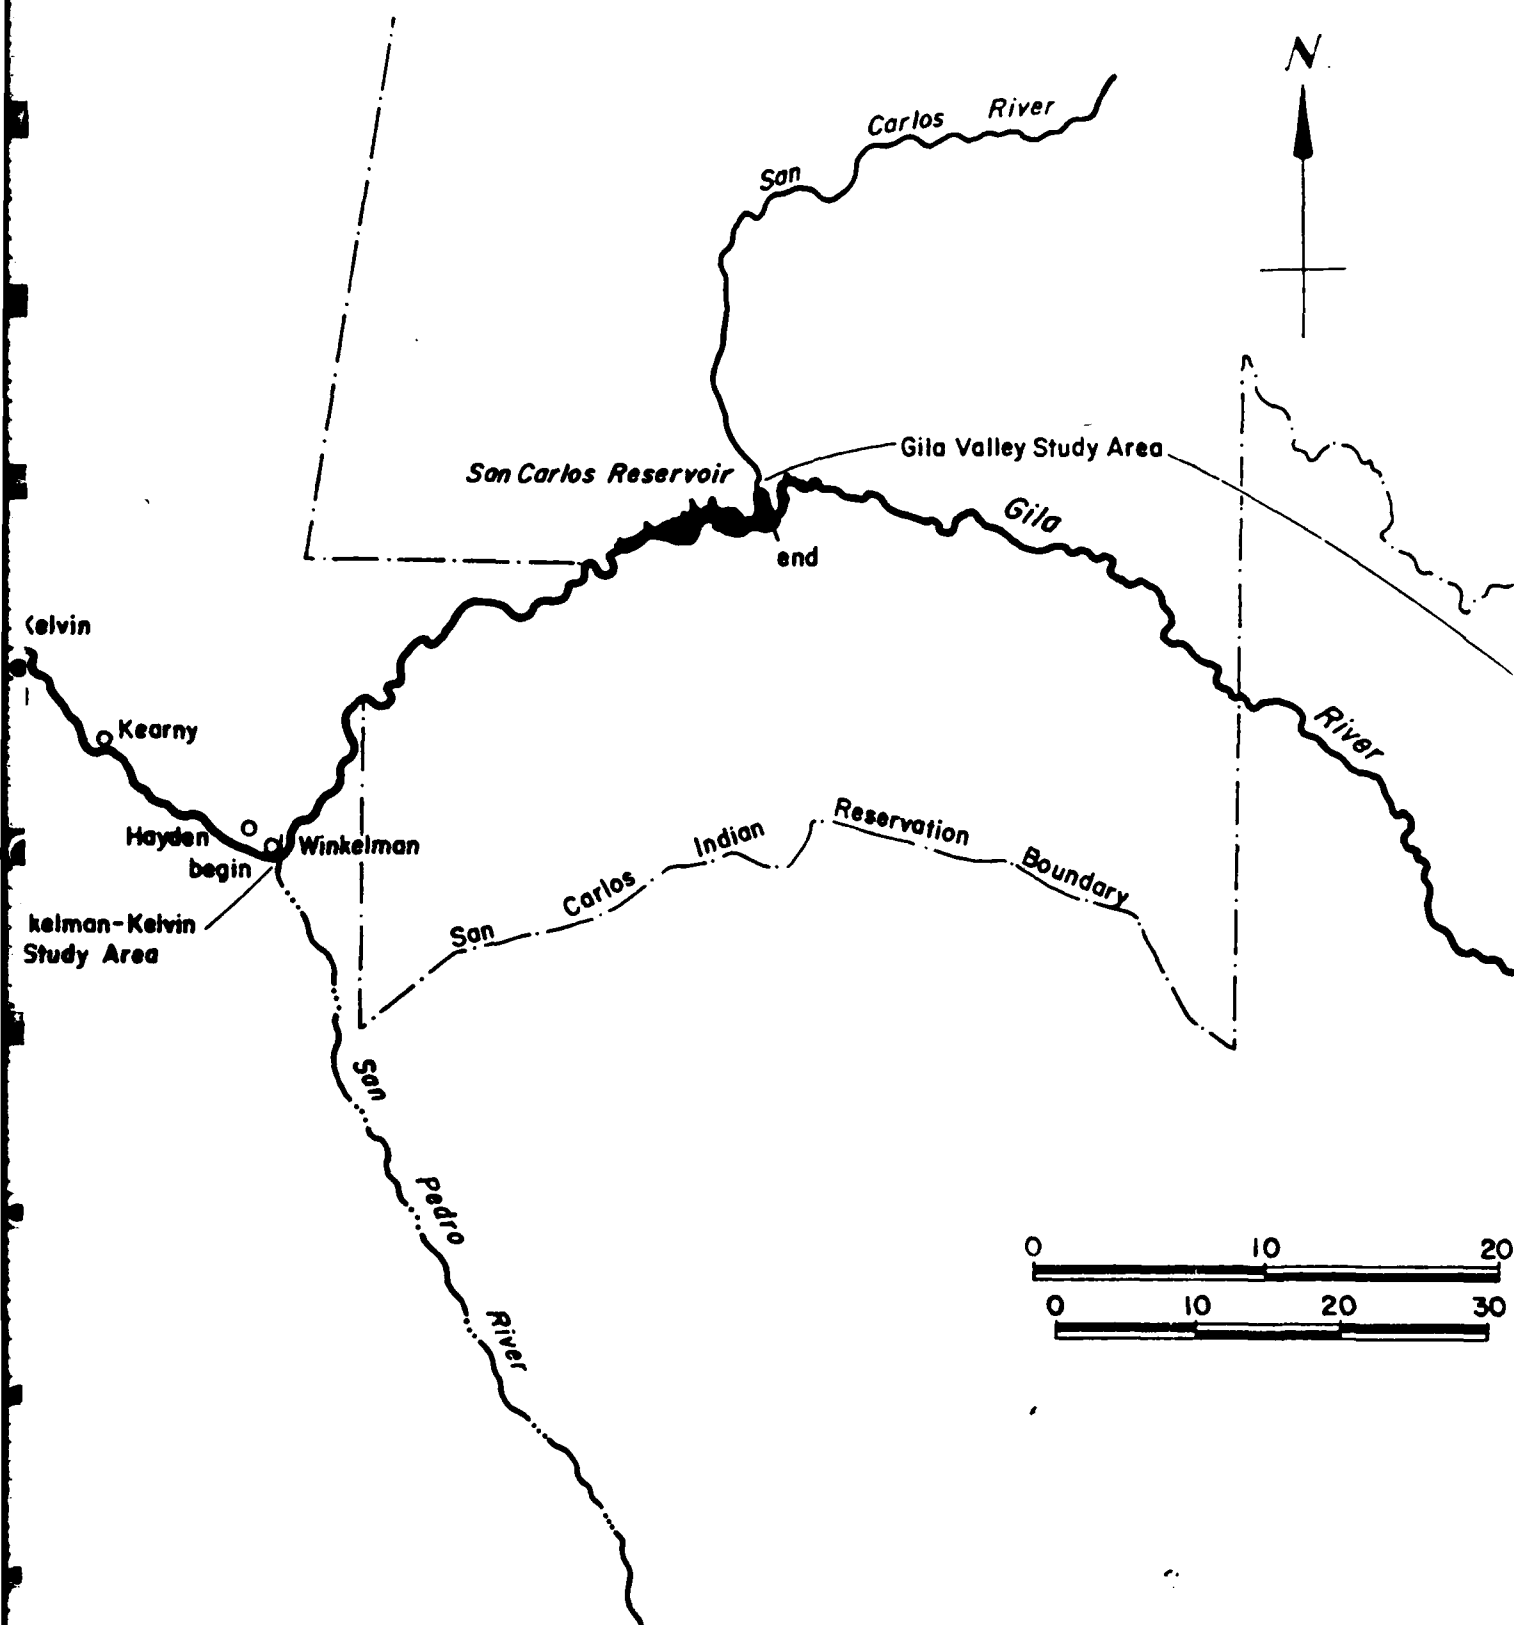 N
San Carlos River
Gila Valley Study Area
San Carlos Reservoir
Gila River
end
Kelvin
Kearny
Hayden
Winkelman
begin
kelman-Kelvin
Study Area
San Carlos Indian Reservation Boundary
San Pedro River
0 10 20
0 10 20 30